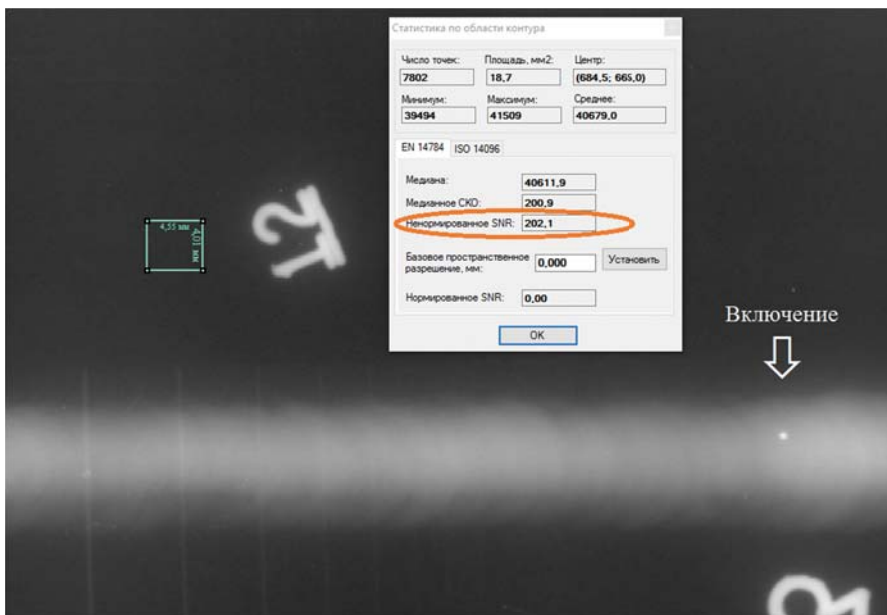 Статистика по области контура
Число точек: Площадь, мм2: Центр:
7802 18,7 (684,5; 665,0)
Минимум: Максимум: Среднее:
39494 41509 40679,0
EN 14784 ISO 14096
Медиана: 40611,9
Медианное СКО: 200,9
Ненормированное SNR: 202,1
Базовое пространственное
разрешение, мм: 0,000 Установить
Нормированное SNR: 0,00
OK
4,55 мм
4,01 мм
Включение